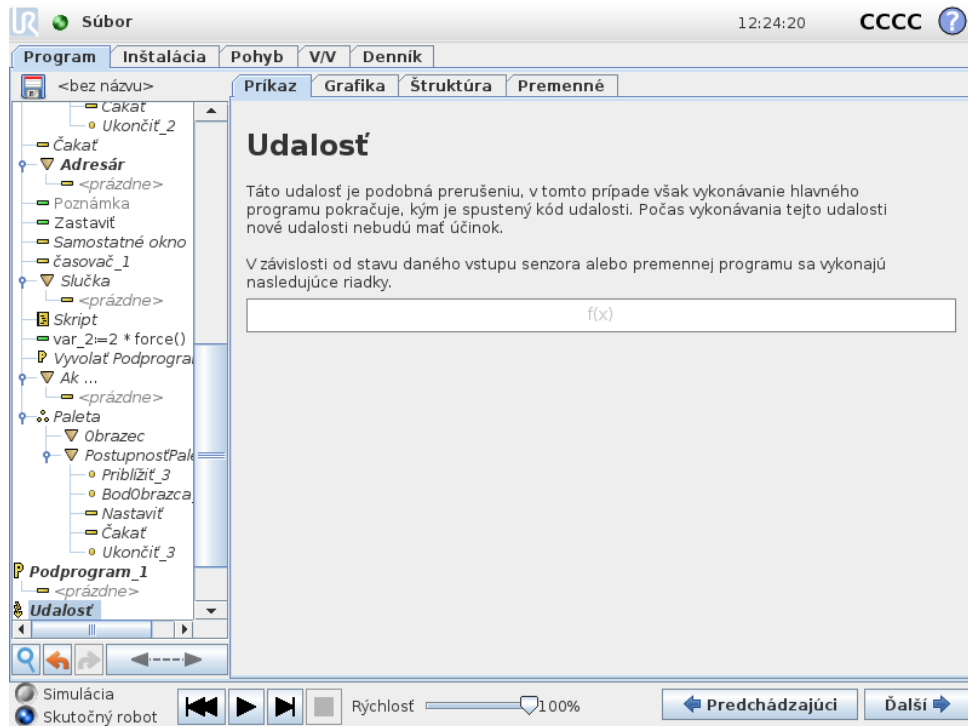 Súbor
12:24:20
CCCC
?
Program Inštalácia Pohyb V/V Denník
<bez názvu>
Príkaz Grafika Štruktúra Premenné
Čakať
Ukončiť_2
Čakať
Adresár
<prázdne>
Poznámka
Zastaviť
Samostatné okno
časovač_1
Slučka
<prázdne>
Skript
var_2:=2 * force()
Vyvolať Podprogra
Ak ...
<prázdne>
Paleta
Obrazec
PostupnosťPale
Priblížiť_3
BodObrazca
Nastaviť
Čakať
Ukončiť_3
Podprogram_1
<prázdne>
Udalosť
Udalosť
Táto udalosť je podobná prerušeniu, v tomto prípade však vykonávanie hlavného
programu pokračuje, kým je spustený kód udalosti. Počas vykonávania tejto udalosti
nové udalosti nebudú mať účinok.
V závislosti od stavu daného vstupu senzora alebo premennej programu sa vykonajú
nasledujúce riadky.
f(x)
Simulácia
Skutočný robot
Rýchlosť 100%
Predchádzajúci
Ďalší